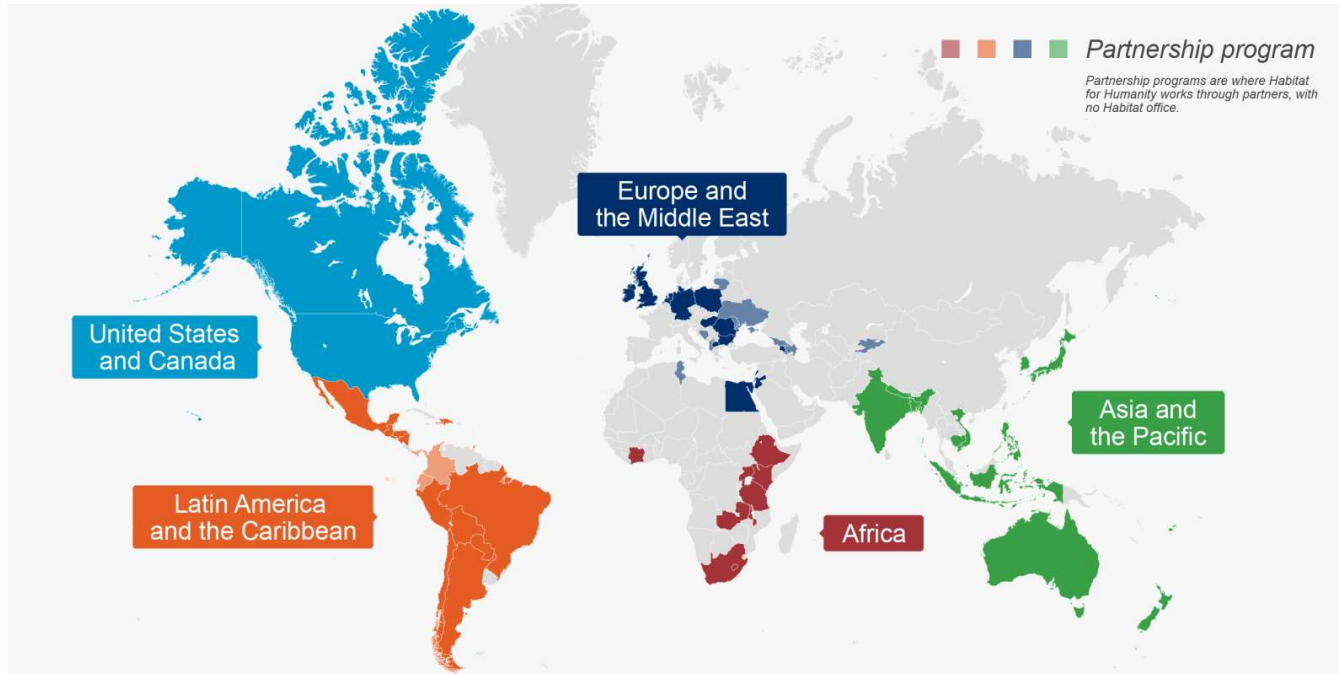 Partnership program
Partnership programs are where Habitat
for Humanity works through partners, with
no Habitat office.
Europe and
the Middle East
United States
and Canada
Asia and
the Pacific
Latin America
and the Caribbean
Africa